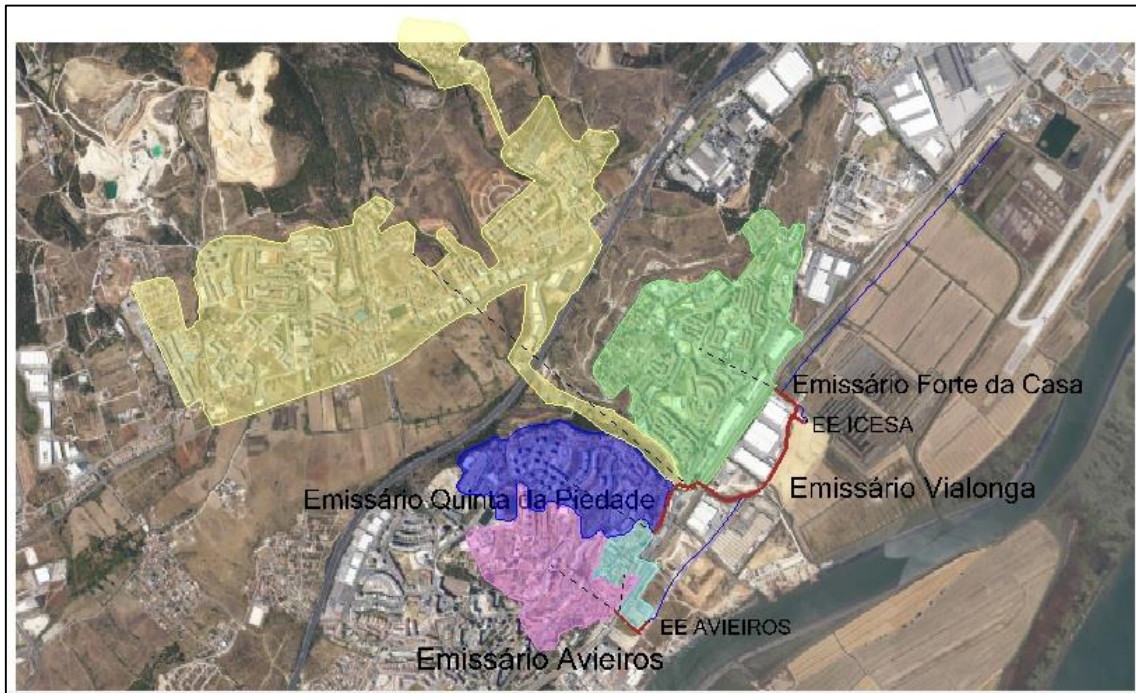 Emissário Forte da Casa
EE ICESA
Emissário Vialonga
Emissário Quinta da Piedade
EE AVIEIROS
Emissário Avieiros